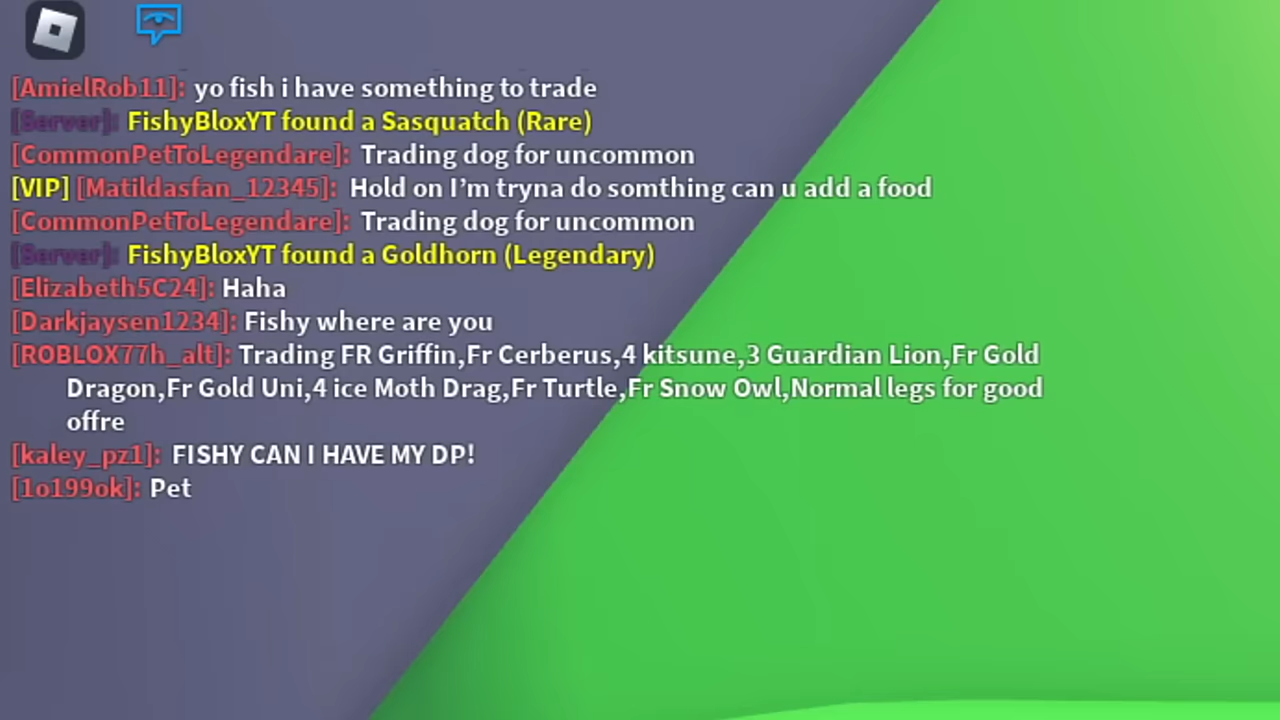 [AmielRob11]: yo fish i have something to trade
[Server]: FishyBloxYT found a Sasquatch (Rare)
[CommonPetToLegendare]: Trading dog for uncommon
[VIP] [Matildasfan_12345]: Hold on I’m tryna do somthing can u add a food
[CommonPetToLegendare]: Trading dog for uncommon
[Server]: FishyBloxYT found a Goldhorn (Legendary)
[Elizabeth5C24]: Haha
[Darkjaysen1234]: Fishy where are you
[ROBLOX77h_alt]: Trading FR Griffin,Fr Cerberus,4 kitsune,3 Guardian Lion,Fr Gold
Dragon,Fr Gold Uni,4 ice Moth Drag,Fr Turtle,Fr Snow Owl,Normal legs for good
offre
[kaley_pz1]: FISHY CAN I HAVE MY DP!
[1o199ok]: Pet